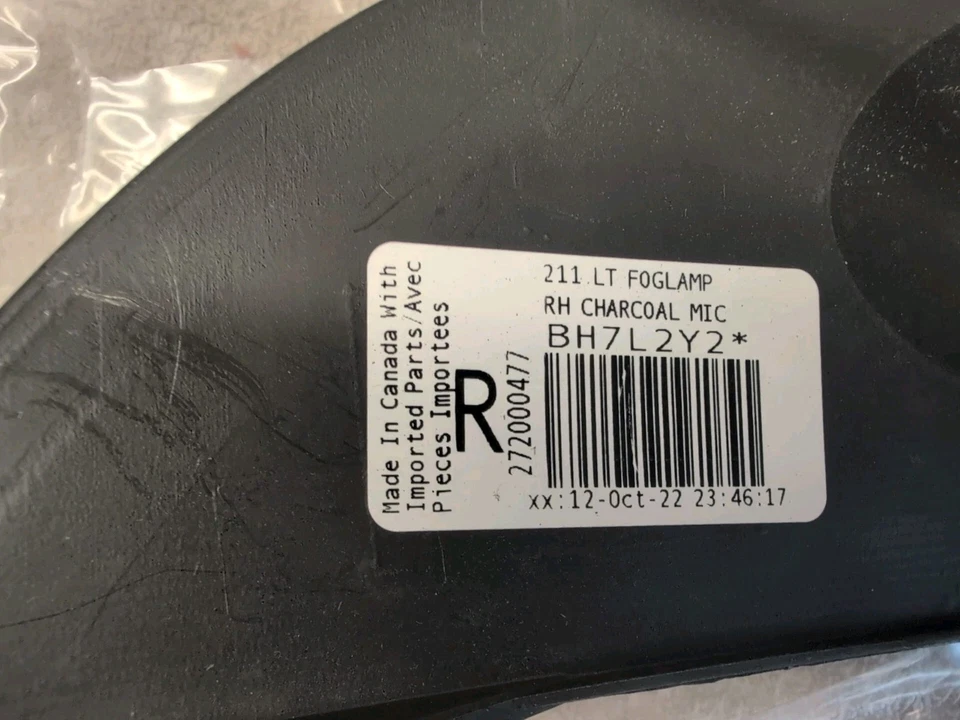 Made In Canada With
Imported Parts/Avec
Pieces Importees
R
272000477
211 LT FOGLAMP
RH CHARCOAL MIC
BH7L2Y2*
xx:12-Oct-22 23:46:17